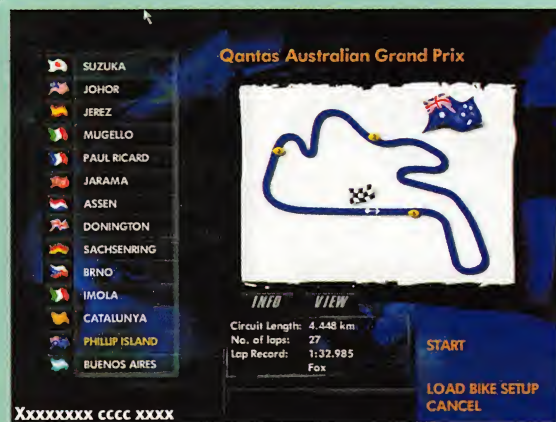 Qantas Australian Grand Prix
SUZUKA
JOHOR
JEREZ
MUGELLO
PAUL RICARD
JARAMA
ASSEN
DONINGTON
SACHSENRING
BRNO
IMOLA
CATALUNYA
PHILLIP ISLAND
BUENOS AIRES
INFO VIEW
Circuit Length: 4.448 km
No. of laps: 27
Lap Record: 1:32.985
Fox
START
LOAD BIKE SETUP
CANCEL
Xxxxxxxx cccc xxxx